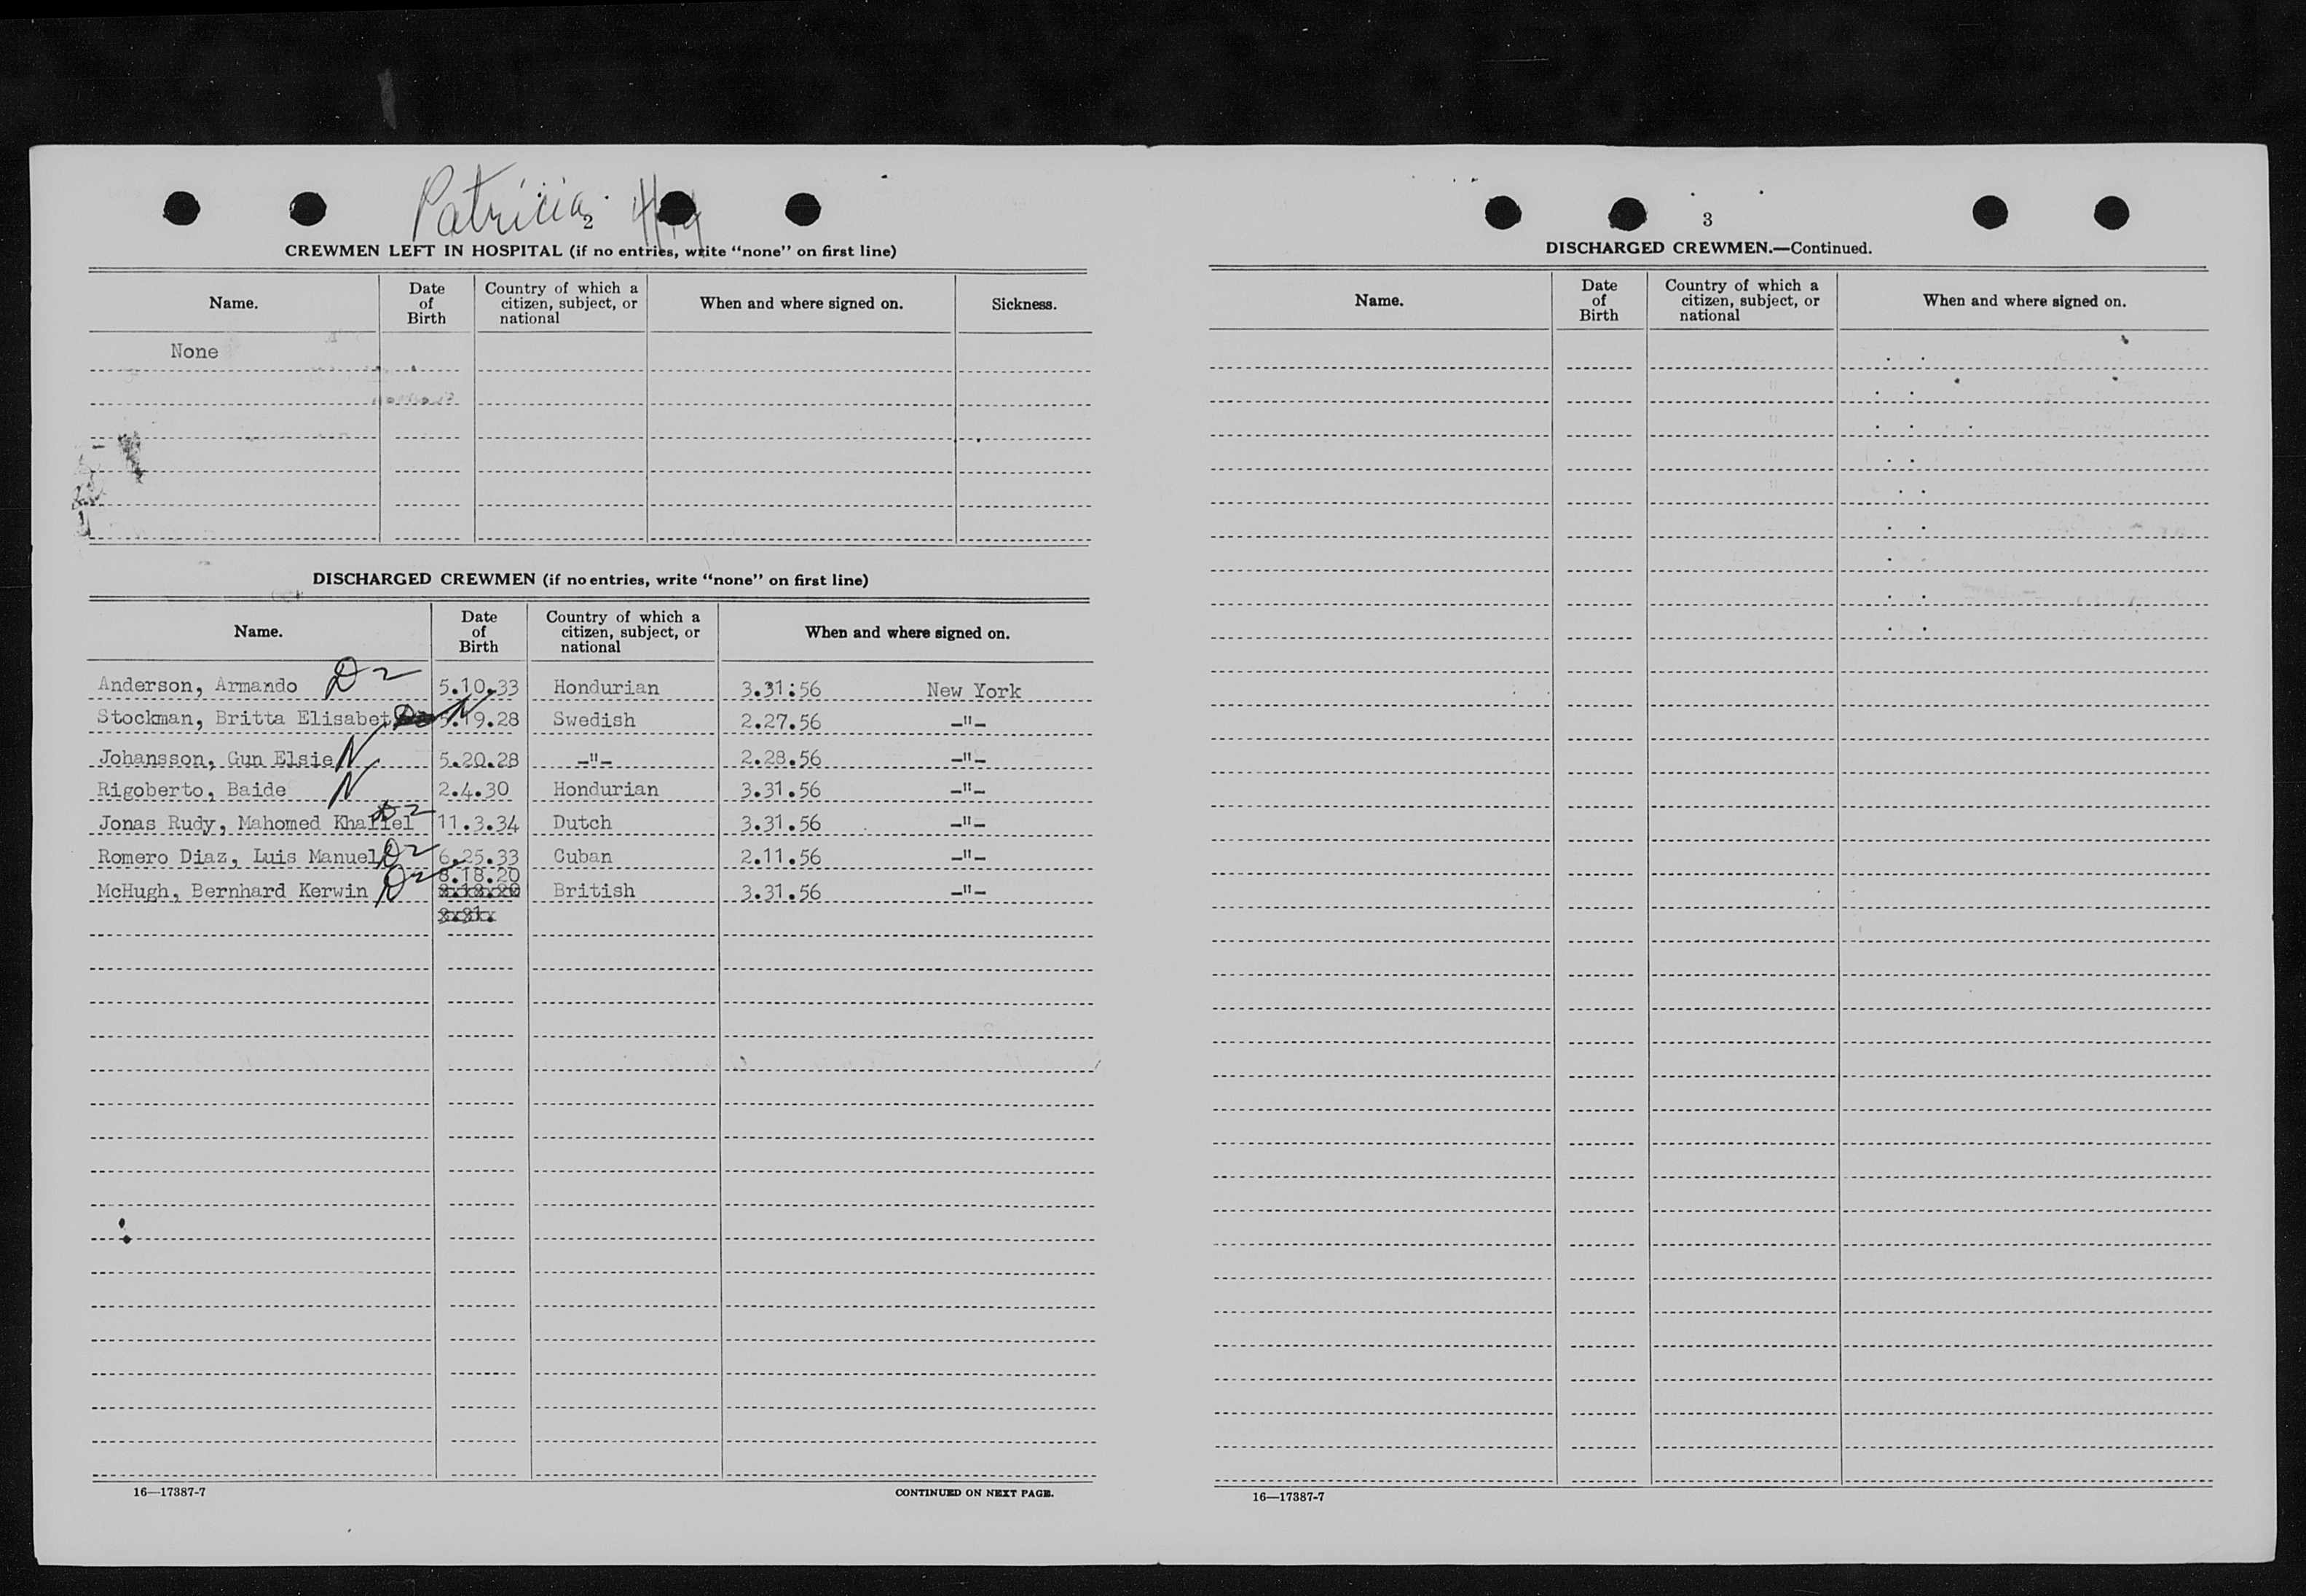 Patricia
2
CREWMEN LEFT IN HOSPITAL (if no entries, write “none” on first line)
Name. Date of Birth Country of which a citizen, subject, or national When and where signed on. Sickness.
None
DISCHARGED CREWMEN (if no entries, write “none” on first line)
Name. Date of Birth Country of which a citizen, subject, or national When and where signed on.
Anderson, Armando D2 5.10.33 Hondurian 3.31:56 New York
Stockman, Britta Elisabet N 5.19.28 Swedish 2.27.56 -"-
Johansson, Gun Elsie N 5.20.28 -"- 2.28.56 -"-
Rigoberto, Baide N 2.4.30 Hondurian 3.31.56 -"-
Jonas Rudy, Mahomed Khaliel D2 11.3.34 Dutch 3.31.56 -"-
Romero Diaz, Luis Manuel D2 6.25.33 Cuban 2.11.56 -"-
McHugh, Bernhard Kerwin D2 8.18.20 British 3.31.56 -"-
16—17387-7 CONTINUED ON NEXT PAGE.
3
DISCHARGED CREWMEN.—Continued.
Name. Date of Birth Country of which a citizen, subject, or national When and where signed on.
16—17387-7